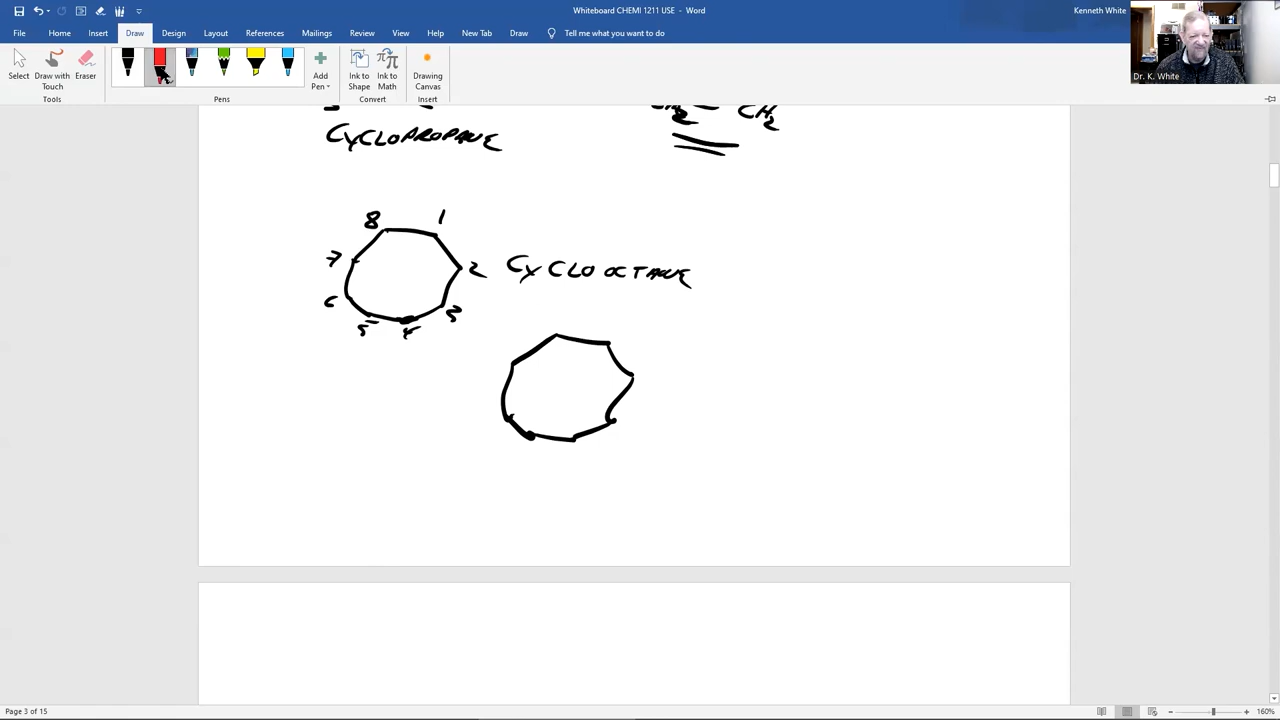 Whiteboard CHEMI 1211 USE - Word
Kenneth White
File Home Insert Draw Design Layout References Mailings Review View Help New Tab Draw Tell me what you want to do
Select Draw with Touch Eraser Add Pen Ink to Shape Ink to Math Drawing Canvas
Tools Pens Convert Insert
Dr. K. White
CH2 CH2
CYCLOPROPANE
8 1
7 2 CYCLOOCTANE
6 3
5 4
Page 3 of 15
160%